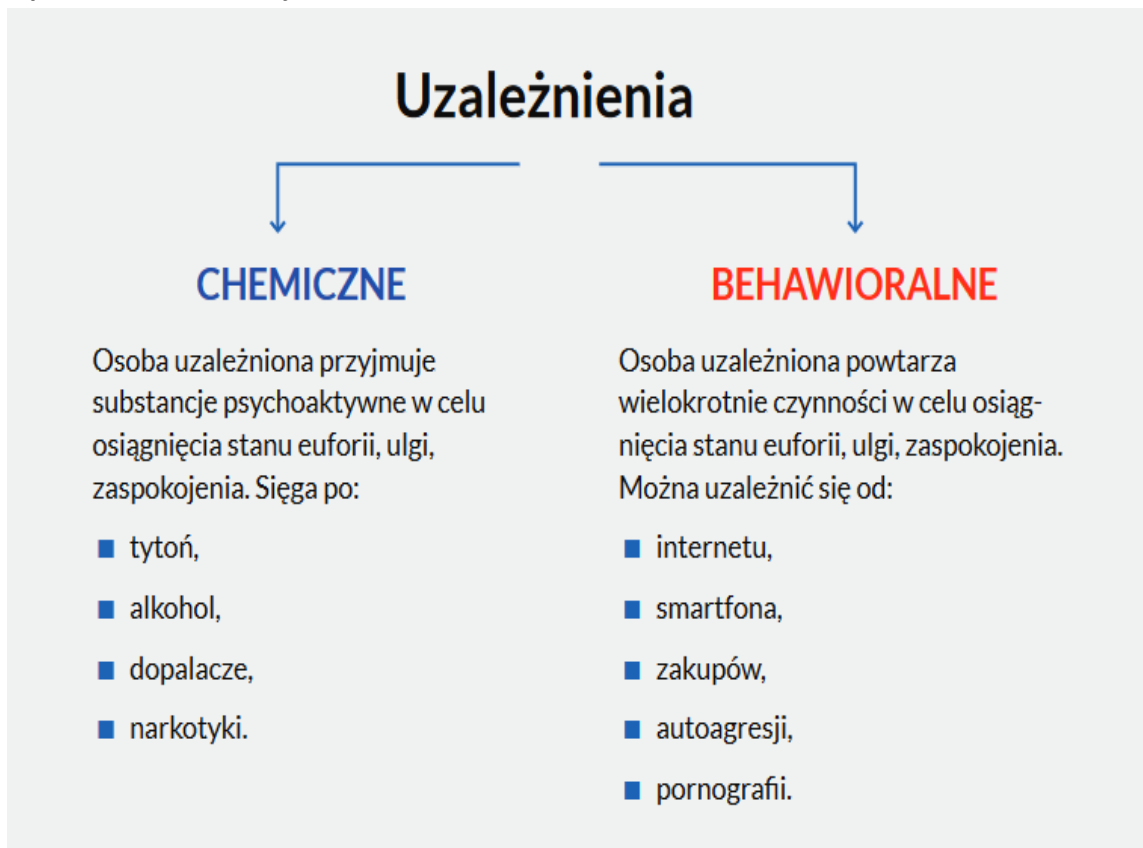 Uzależnienia
CHEMICZNE
Osoba uzależniona przyjmuje
substancje psychoaktywne w celu
osiągnięcia stanu euforii, ulgi,
zaspokojenia. Sięga po:
■ tytoń,
■ alkohol,
■ dopalacze,
■ narkotyki.
BEHAWIORALNE
Osoba uzależniona powtarza
wielokrotnie czynności w celu osiąg-
nięcia stanu euforii, ulgi, zaspokojenia.
Można uzależnić się od:
■ internetu,
■ smartfona,
■ zakupów,
■ autoagresji,
■ pornografii.